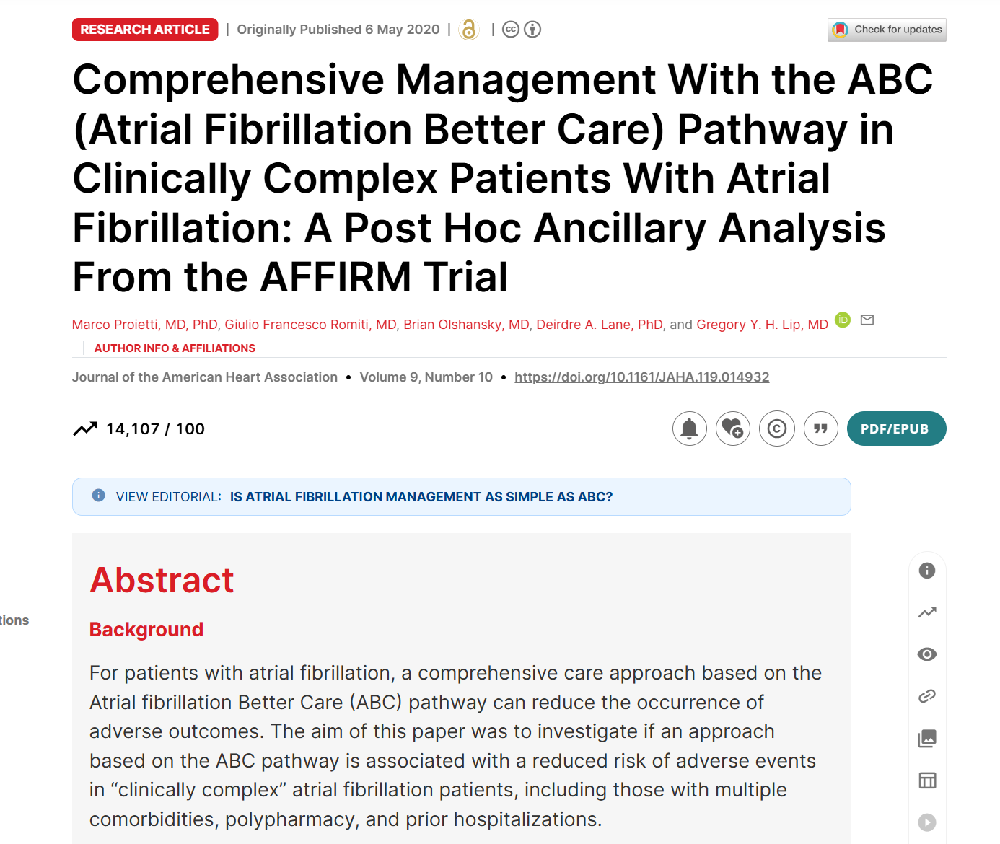 RESEARCH ARTICLE | Originally Published 6 May 2020 | | cc
Check for updates
Comprehensive Management With the ABC
(Atrial Fibrillation Better Care) Pathway in
Clinically Complex Patients With Atrial
Fibrillation: A Post Hoc Ancillary Analysis
From the AFFIRM Trial
Marco Proietti, MD, PhD, Giulio Francesco Romiti, MD, Brian Olshansky, MD, Deirdre A. Lane, PhD, and Gregory Y. H. Lip, MD iD
AUTHOR INFO & AFFILIATIONS
Journal of the American Heart Association • Volume 9, Number 10 • https://doi.org/10.1161/JAHA.119.014932
14,107 / 100
PDF/EPUB
VIEW EDITORIAL: IS ATRIAL FIBRILLATION MANAGEMENT AS SIMPLE AS ABC?
Abstract
tions
Background
For patients with atrial fibrillation, a comprehensive care approach based on the
Atrial fibrillation Better Care (ABC) pathway can reduce the occurrence of
adverse outcomes. The aim of this paper was to investigate if an approach
based on the ABC pathway is associated with a reduced risk of adverse events
in “clinically complex” atrial fibrillation patients, including those with multiple
comorbidities, polypharmacy, and prior hospitalizations.